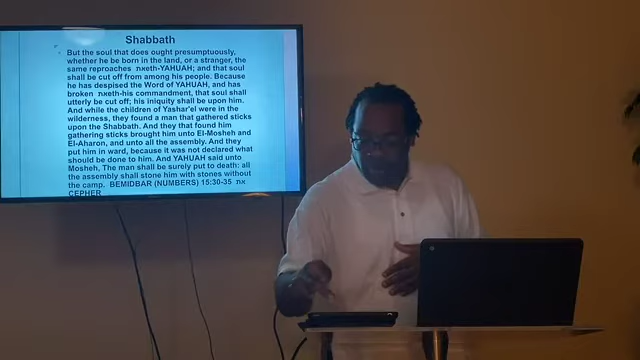 Shabbath
But the soul that does ought presumptuously,
whether he be born in the land, or a stranger, the
same reproaches את-eth-YAHUAH; and that soul
shall be cut off from among his people. Because
he has despised the Word of YAHUAH, and has
broken את-eth-his commandment, that soul shall
utterly be cut off; his iniquity shall be upon him.
And while the children of Yashar'el were in the
wilderness, they found a man that gathered sticks
upon the Shabbath. And they that found him
gathering sticks brought him unto El-Mosheh and
El-Aharon, and unto all the assembly. And they
put him in ward, because it was not declared what
should be done to him. And YAHUAH said unto
Mosheh, The man shall be surely put to death: all
the assembly shall stone him with stones without
the camp. BEMIDBAR (NUMBERS) 15:30-35 את
CEPHER